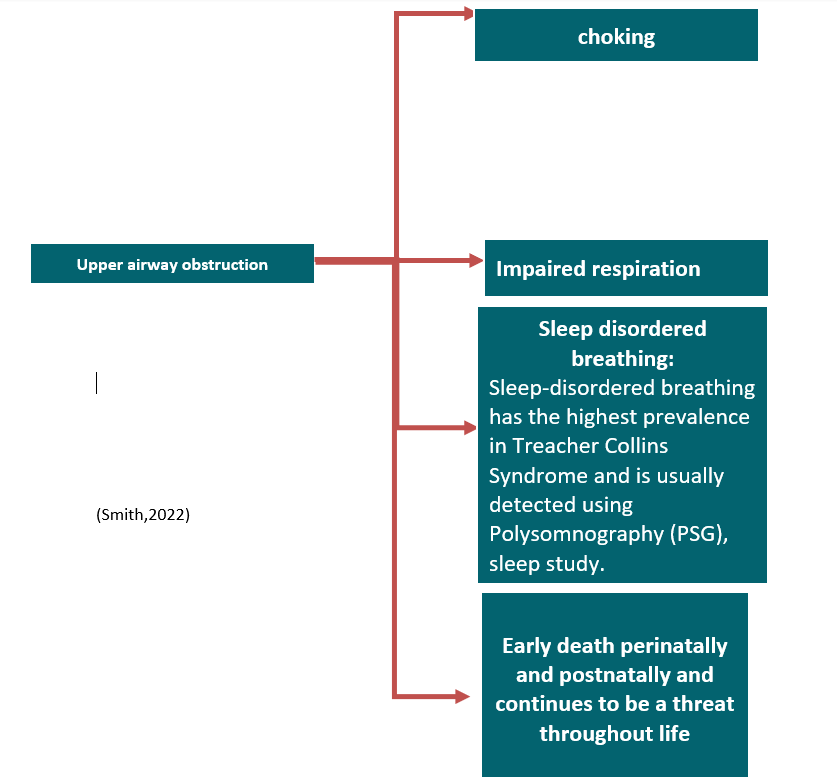 choking
Upper airway obstruction
Impaired respiration
Sleep disordered
breathing:
Sleep-disordered breathing
has the highest prevalence
in Treacher Collins
Syndrome and is usually
detected using
Polysomnography (PSG),
sleep study.
(Smith,2022)
Early death perinatally
and postnatally and
continues to be a threat
throughout life